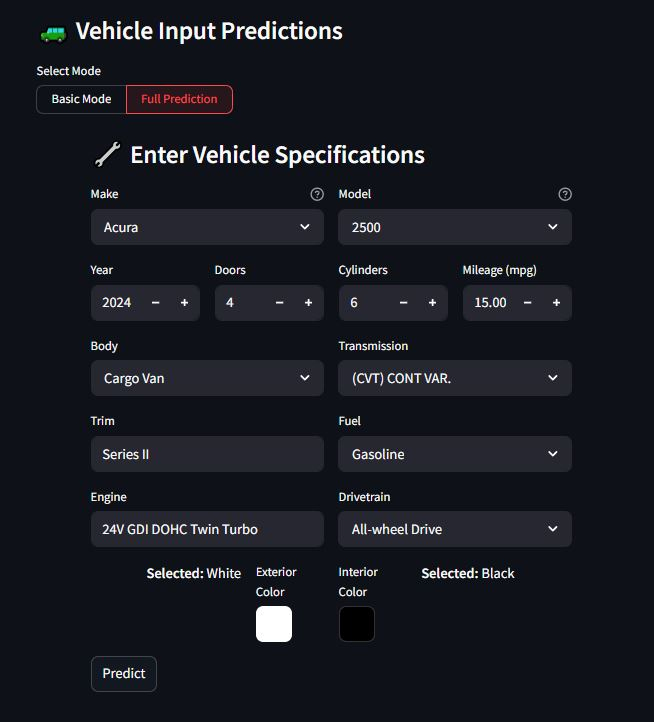 Vehicle Input Predictions
Select Mode
Basic Mode Full Prediction
Enter Vehicle Specifications
Make Model
Acura 2500
Year Doors Cylinders Mileage (mpg)
2024 − + 4 − + 6 − + 15.00 − +
Body Transmission
Cargo Van (CVT) CONT VAR.
Trim Fuel
Series II Gasoline
Engine Drivetrain
24V GDI DOHC Twin Turbo All-wheel Drive
Selected: White Exterior Interior Selected: Black
Color Color
Predict